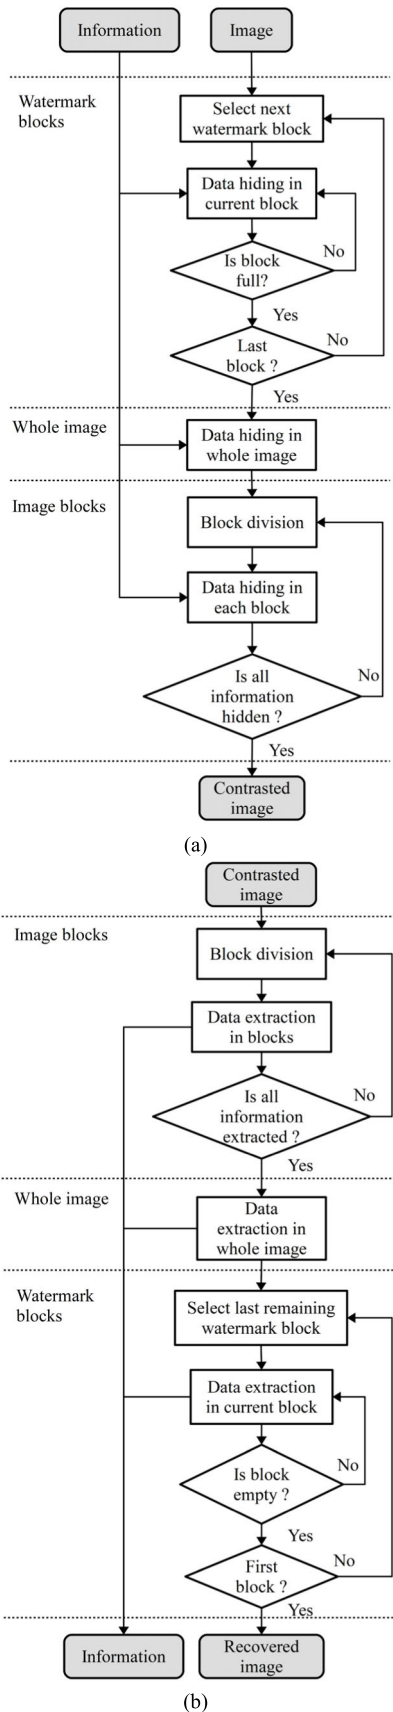 Information
Image
Watermark
blocks
Select next
watermark block
Data hiding in
current block
Is block
full?
No
Yes
Last
block ?
No
Yes
Whole image
Data hiding in
whole image
Image blocks
Block division
Data hiding in
each block
Is all
information
hidden ?
No
Yes
Contrasted
image
(a)
Contrasted
image
Image blocks
Block division
Data extraction
in blocks
Is all
information
extracted ?
No
Yes
Whole image
Data
extraction in
whole image
Watermark
blocks
Select last remaining
watermark block
Data extraction
in current block
Is block
empty ?
No
Yes
First
block ?
No
Yes
Information
Recovered
image
(b)